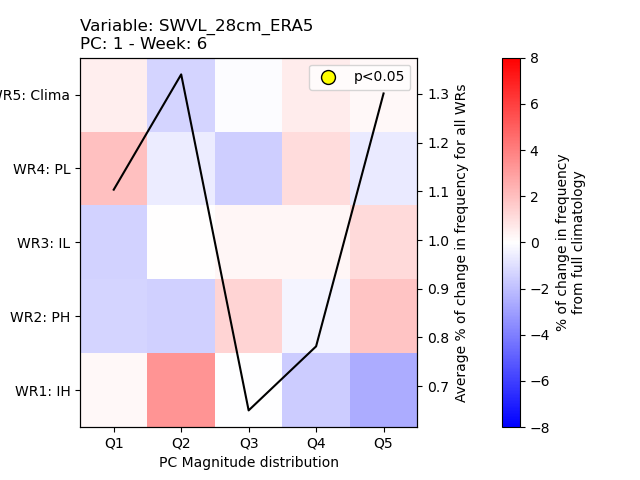 Variable: SWVL_28cm_ERA5
PC: 1 - Week: 6
p<0.05
WR5: Clima
WR4: PL
WR3: IL
WR2: PH
WR1: IH
Q1 Q2 Q3 Q4 Q5
PC Magnitude distribution
1.3
1.2
1.1
1.0
0.9
0.8
0.7
Average % of change in frequency for all WRs
8
6
4
2
0
−2
−4
−6
−8
% of change in frequency
from full climatology